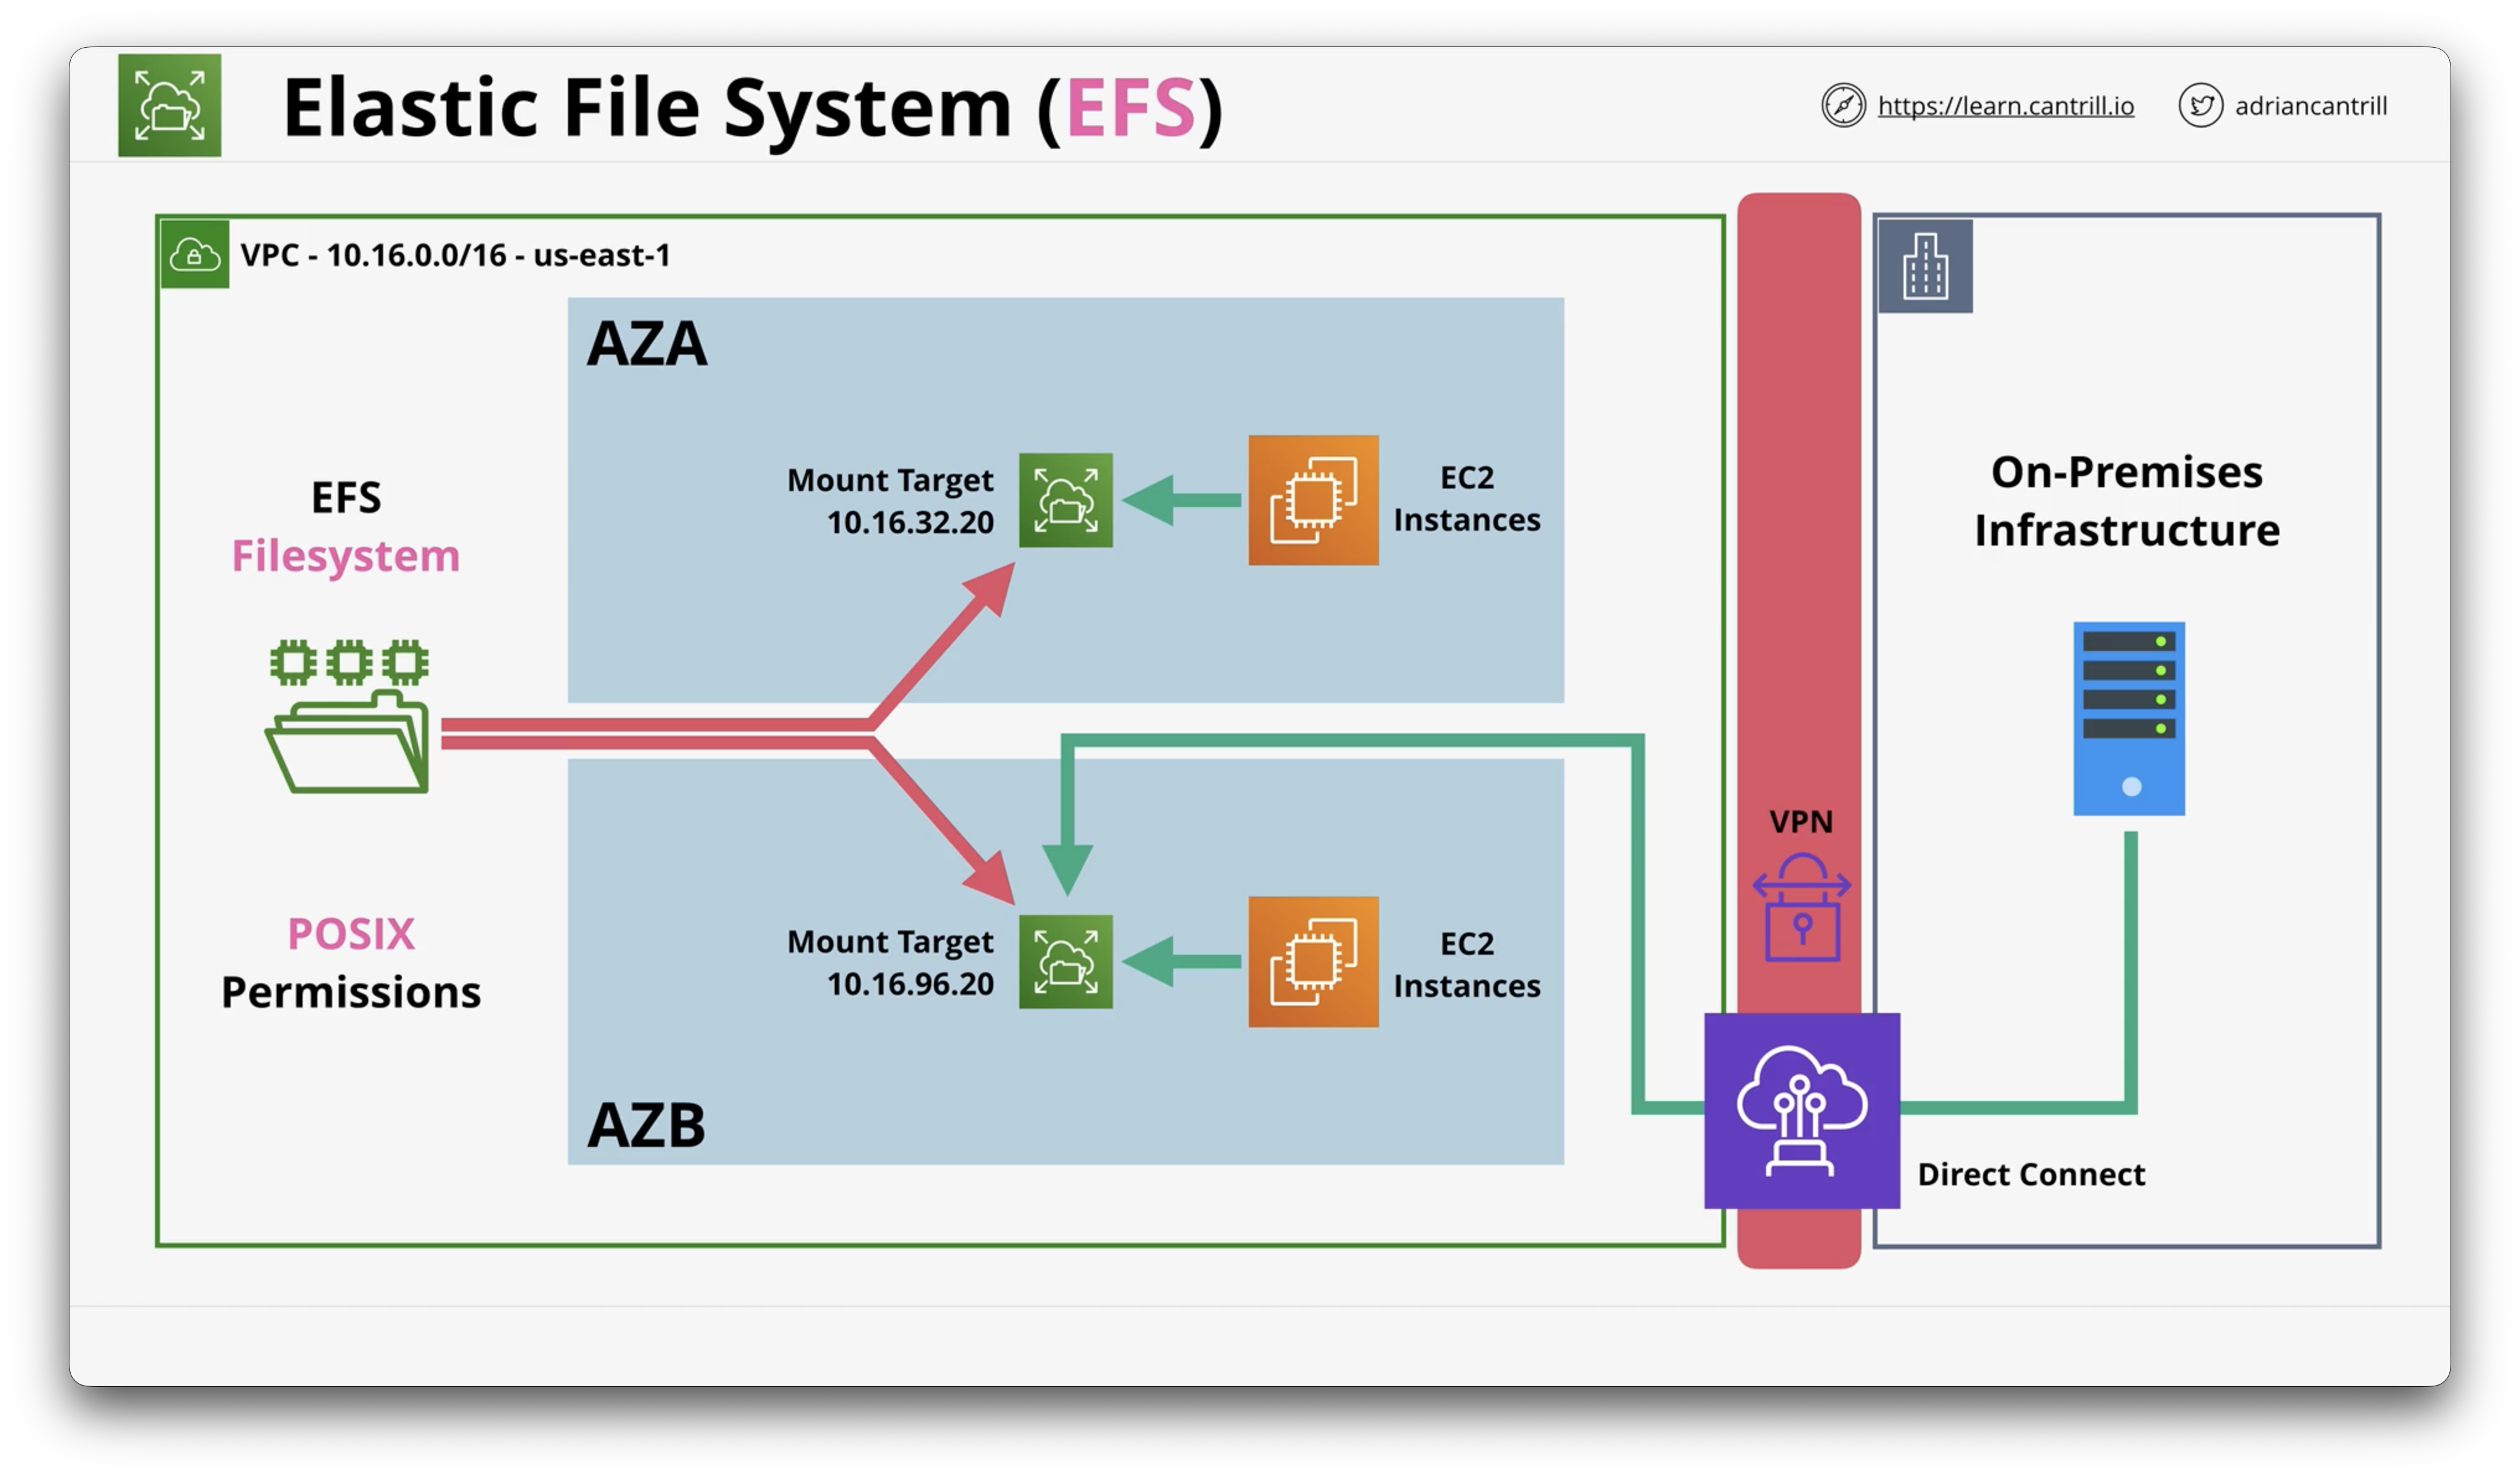 Elastic File System (EFS)
https://learn.cantrill.io
adriancantrill
VPC - 10.16.0.0/16 - us-east-1
AZA
EFS
Filesystem
Mount Target
10.16.32.20
EC2
Instances
On-Premises
Infrastructure
POSIX
Permissions
Mount Target
10.16.96.20
EC2
Instances
AZB
VPN
Direct Connect